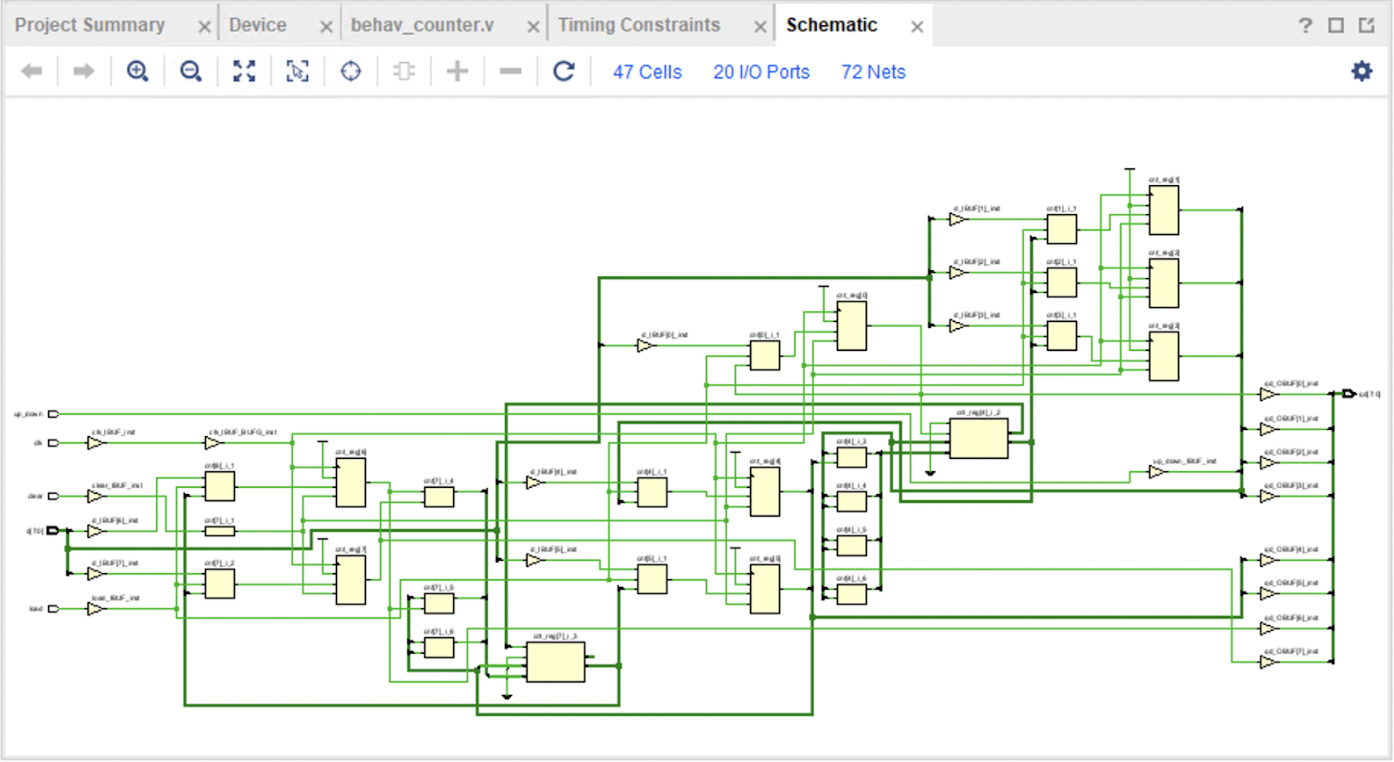 Project Summary
Device
behav_counter.v
Timing Constraints
Schematic
?
47 Cells
20 I/O Ports
72 Nets
cnt_reg[1]
d_IBUF[1]_inst
cnt[1]_i_1
cnt_reg[2]
d_IBUF[2]_inst
cnt[2]_i_1
cnt_reg[0]
d_IBUF[3]_inst
cnt[3]_i_1
cnt_reg[3]
d_IBUF[0]_inst
cnt[0]_i_1
qd_OBUF[0]_inst
qd[7:0]
up_down
cnt_reg[4]_i_2
qd_OBUF[1]_inst
clk
clk_IBUF_inst
clk_IBUF_BUFG_inst
cnt[4]_i_3
qd_OBUF[2]_inst
cnt_reg[6]
cnt_reg[4]
up_down_IBUF_inst
cnt[6]_i_1
d_IBUF[4]_inst
cnt[4]_i_1
cnt[7]_i_4
cnt[4]_i_4
qd_OBUF[3]_inst
clear
clear_IBUF_inst
d[7:0]
d_IBUF[6]_inst
cnt[7]_i_1
cnt[4]_i_5
cnt_reg[7]
d_IBUF[5]_inst
cnt[5]_i_1
cnt_reg[5]
qd_OBUF[4]_inst
d_IBUF[7]_inst
cnt[7]_i_2
cnt[4]_i_6
qd_OBUF[5]_inst
cnt[7]_i_5
load
load_IBUF_inst
qd_OBUF[6]_inst
cnt[7]_i_6
cnt_reg[7]_i_3
qd_OBUF[7]_inst